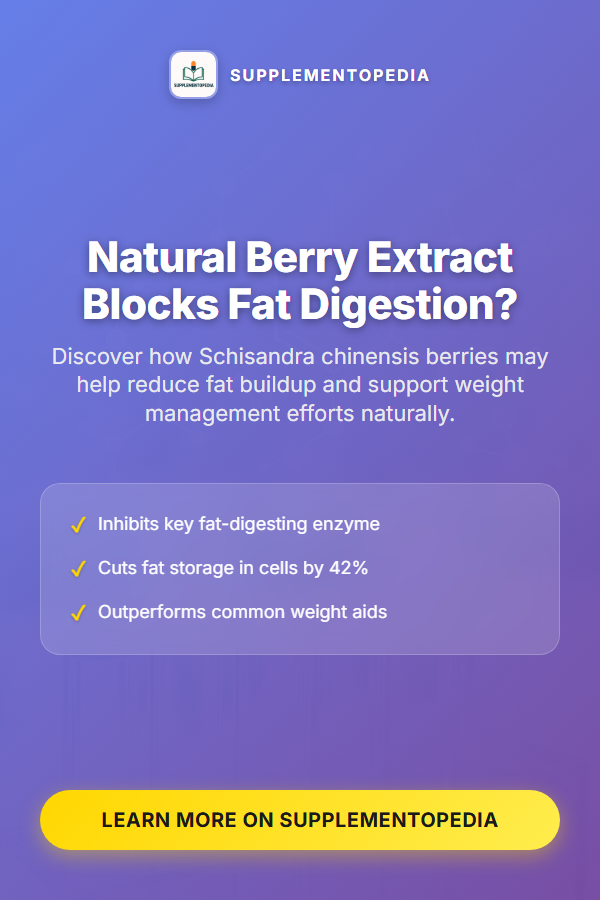 SUPPLEMENTOPEDIA
SUPPLEMENTOPEDIA
Natural Berry Extract
Blocks Fat Digestion?
Discover how Schisandra chinensis berries may
help reduce fat buildup and support weight
management efforts naturally.
✓ Inhibits key fat-digesting enzyme
✓ Cuts fat storage in cells by 42%
✓ Outperforms common weight aids
LEARN MORE ON SUPPLEMENTOPEDIA